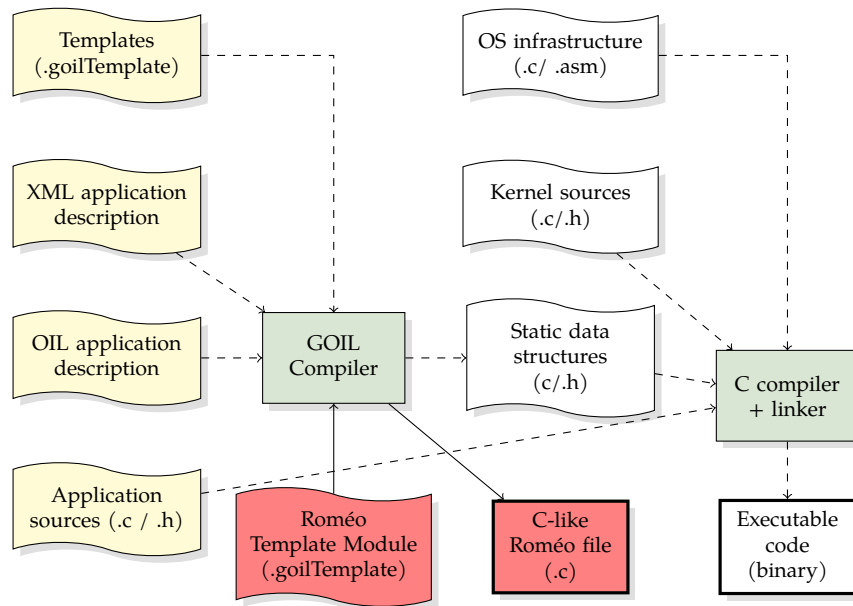 Templates
(.goilTemplate)
OS infrastructure
(.c/ .asm)
XML application
description
Kernel sources
(.c/.h)
OIL application
description
GOIL
Compiler
Static data
structures
(c/.h)
C compiler
+ linker
Application
sources (.c / .h)
Roméo
Template Module
(.goilTemplate)
C-like
Roméo file
(.c)
Executable
code
(binary)